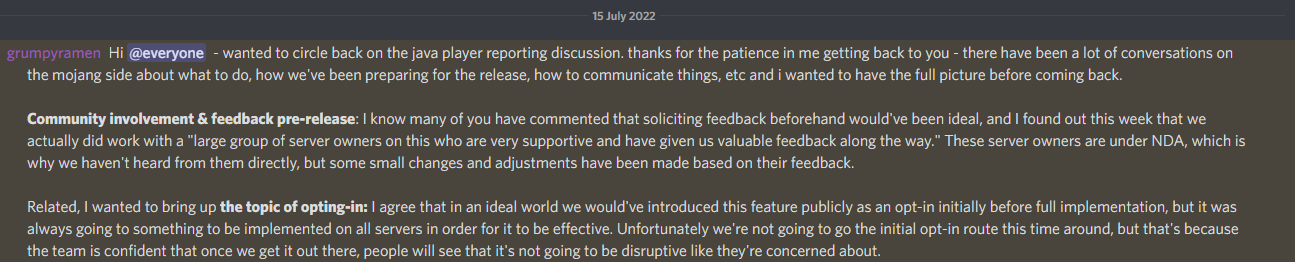 15 July 2022
grumpyramen Hi @everyone - wanted to circle back on the java player reporting discussion. thanks for the patience in me getting back to you - there have been a lot of conversations on
the mojang side about what to do, how we've been preparing for the release, how to communicate things, etc and i wanted to have the full picture before coming back.
Community involvement & feedback pre-release: I know many of you have commented that soliciting feedback beforehand would've been ideal, and I found out this week that we
actually did work with a "large group of server owners on this who are very supportive and have given us valuable feedback along the way." These server owners are under NDA, which is
why we haven't heard from them directly, but some small changes and adjustments have been made based on their feedback.
Related, I wanted to bring up the topic of opting-in: I agree that in an ideal world we would've introduced this feature publicly as an opt-in initially before full implementation, but it was
always going to something to be implemented on all servers in order for it to be effective. Unfortunately we're not going to go the initial opt-in route this time around, but that's because
the team is confident that once we get it out there, people will see that it's not going to be disruptive like they're concerned about.